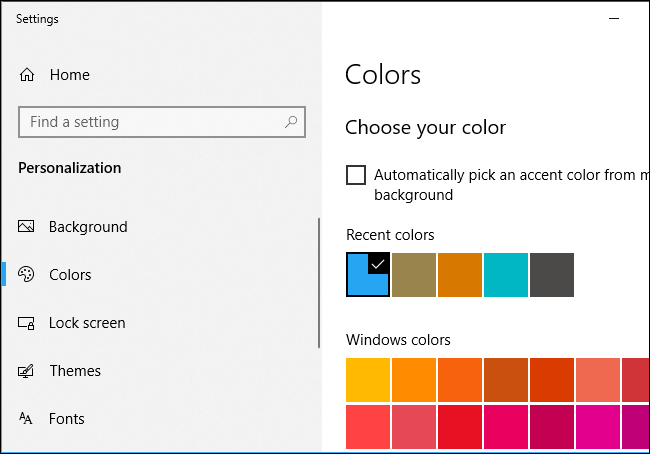 Settings
Home
Find a setting
Personalization
Background
Colors
Lock screen
Themes
Fonts
Colors
Choose your color
Automatically pick an accent color from
background
Recent colors
Windows colors